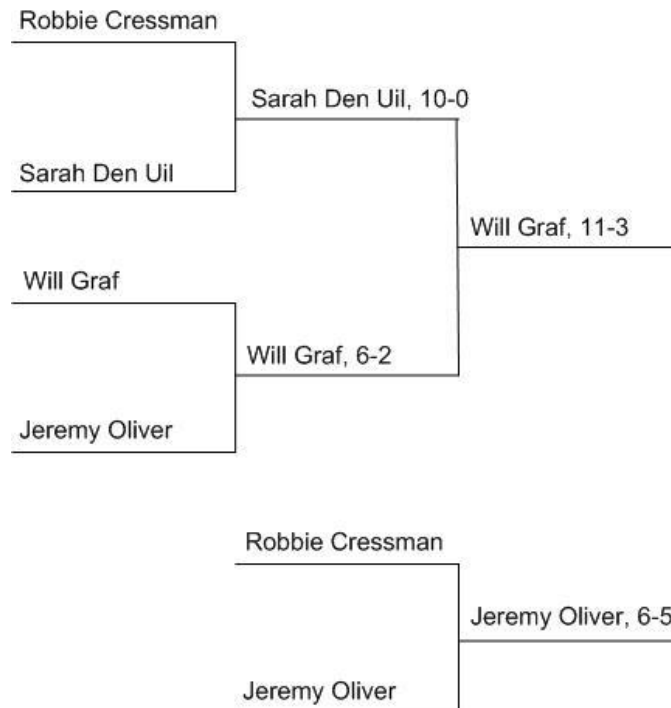 Robbie Cressman
Sarah Den Uil, 10-0
Sarah Den Uil
Will Graf, 11-3
Will Graf
Will Graf, 6-2
Jeremy Oliver
Robbie Cressman
Jeremy Oliver, 6-5
Jeremy Oliver